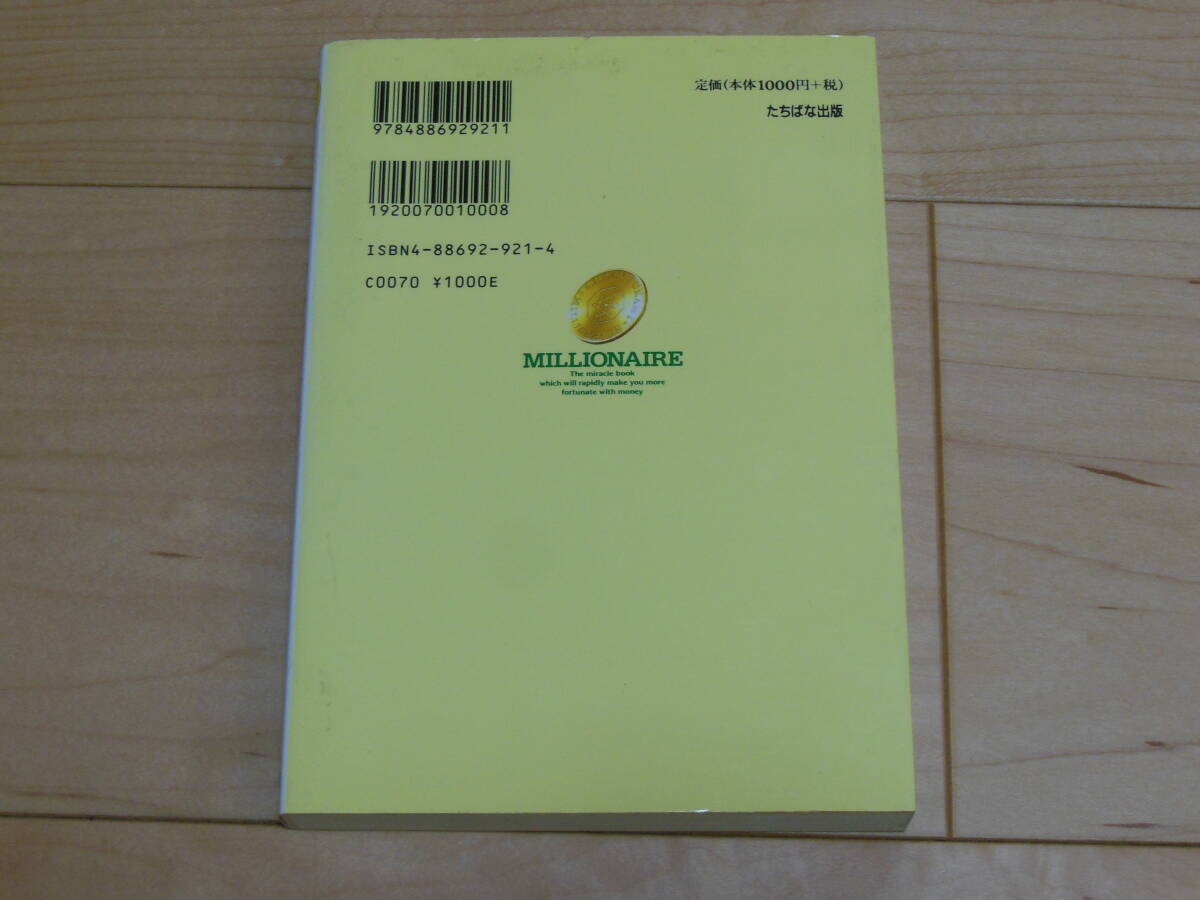 9784886929211
1920070010008
ISBN4-88692-921-4
C0070 ¥1000E
定価(本体1000円+税)
たちばな出版
MILLIONAIRE
The miracle book
which will rapidly make you more
fortunate with money